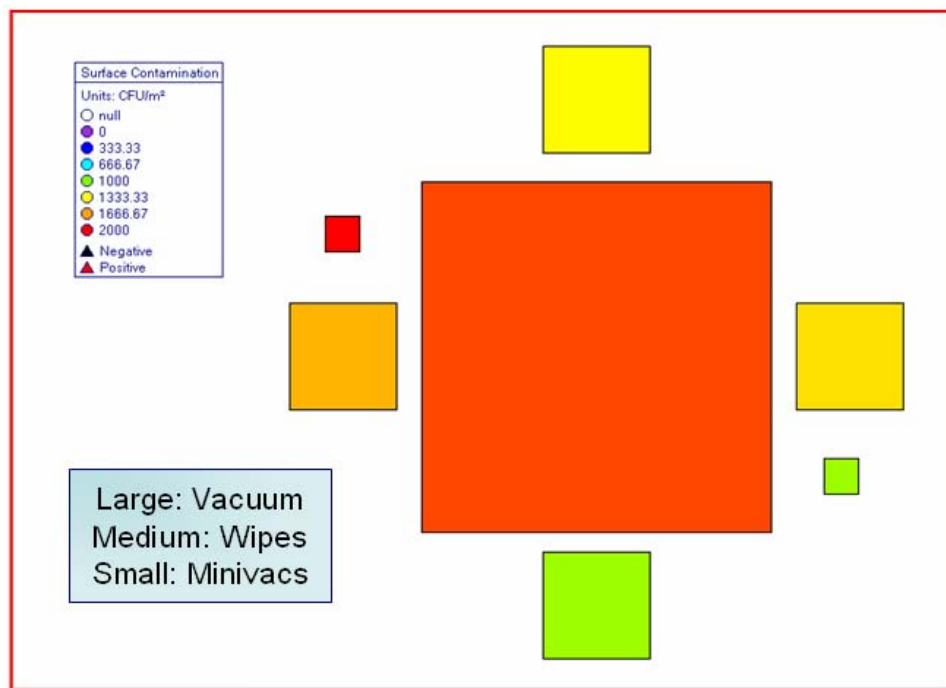 Surface Contamination
Units: CFU/m²
null
0
333.33
666.67
1000
1333.33
1666.67
2000
Negative
Positive
Large: Vacuum
Medium: Wipes
Small: Minivacs